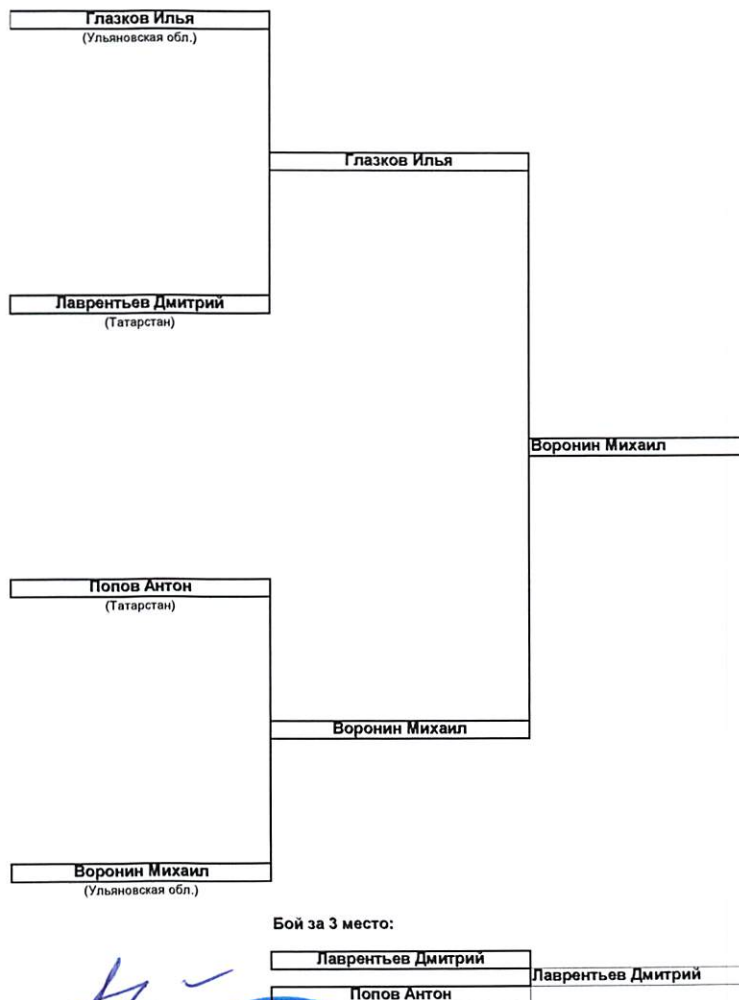 Глазков Илья
(Ульяновская обл.)
Глазков Илья
Лаврентьев Дмитрий
(Татарстан)
Воронин Михаил
Попов Антон
(Татарстан)
Воронин Михаил
Воронин Михаил
(Ульяновская обл.)
Бой за 3 место:
Лаврентьев Дмитрий
Лаврентьев Дмитрий
Попов Антон